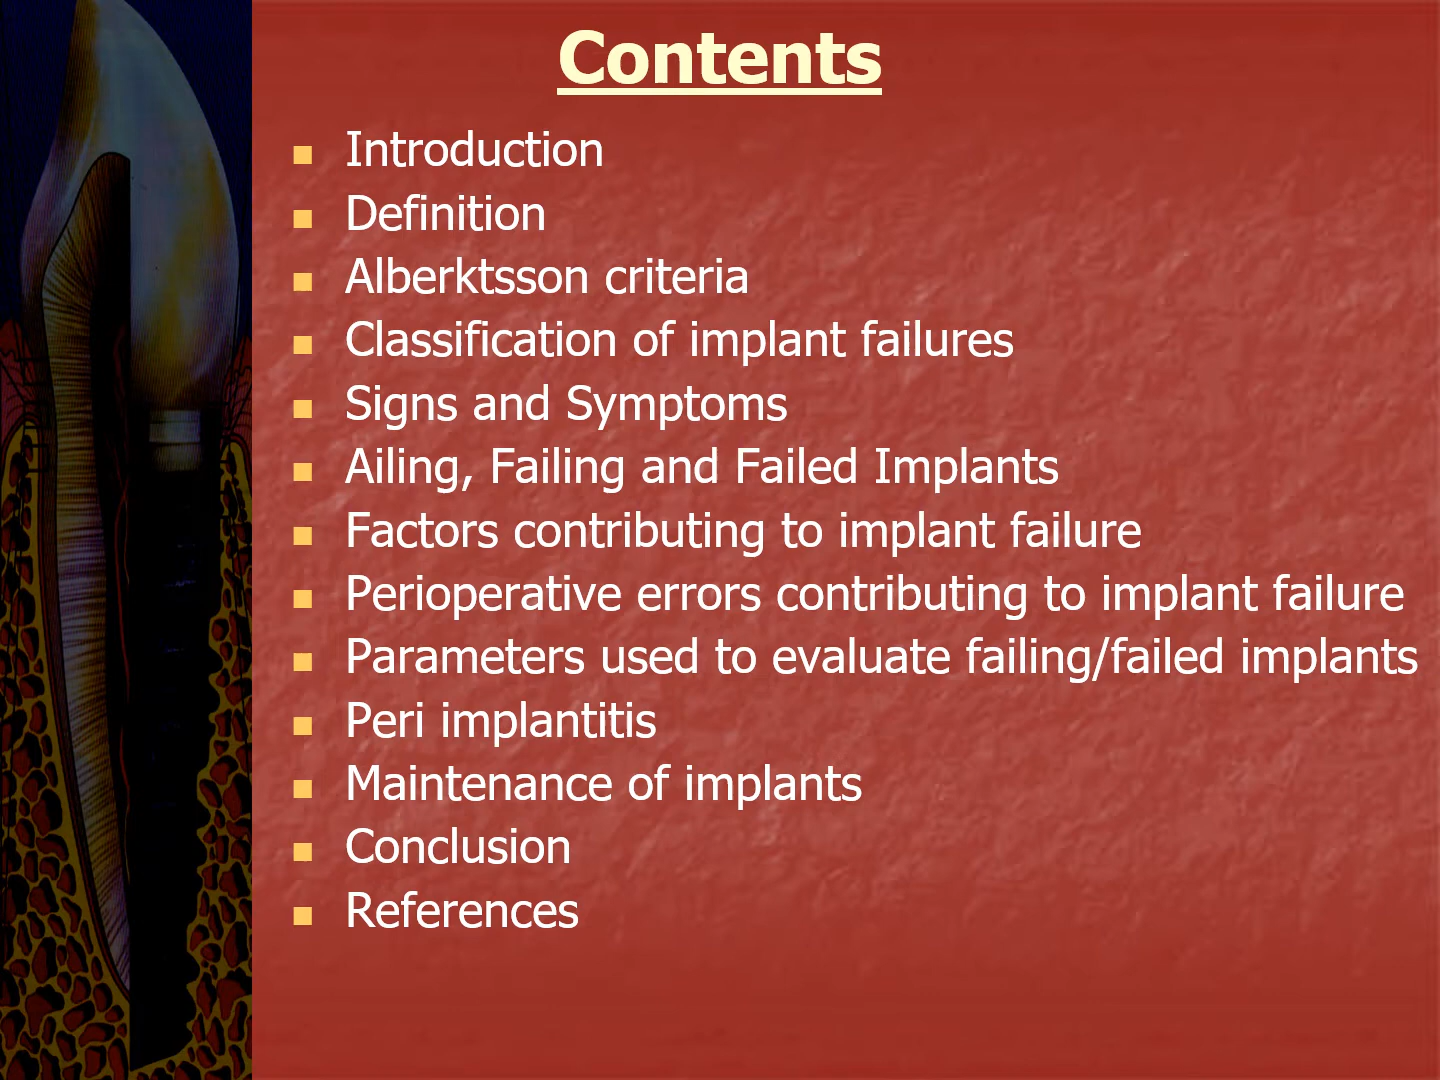 Contents
Introduction
Definition
Alberktsson criteria
Classification of implant failures
Signs and Symptoms
Ailing, Failing and Failed Implants
Factors contributing to implant failure
Perioperative errors contributing to implant failure
Parameters used to evaluate failing/failed implants
Peri implantitis
Maintenance of implants
Conclusion
References